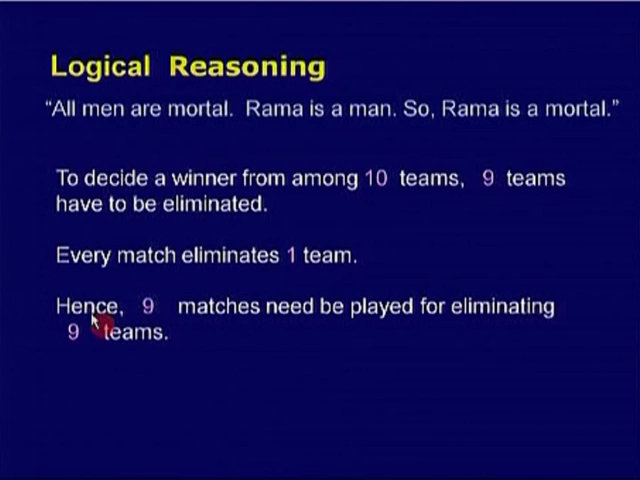 Logical Reasoning
“All men are mortal. Rama is a man. So, Rama is a mortal.”
To decide a winner from among 10 teams, 9 teams
have to be eliminated.
Every match eliminates 1 team.
Hence, 9 matches need be played for eliminating
9 teams.